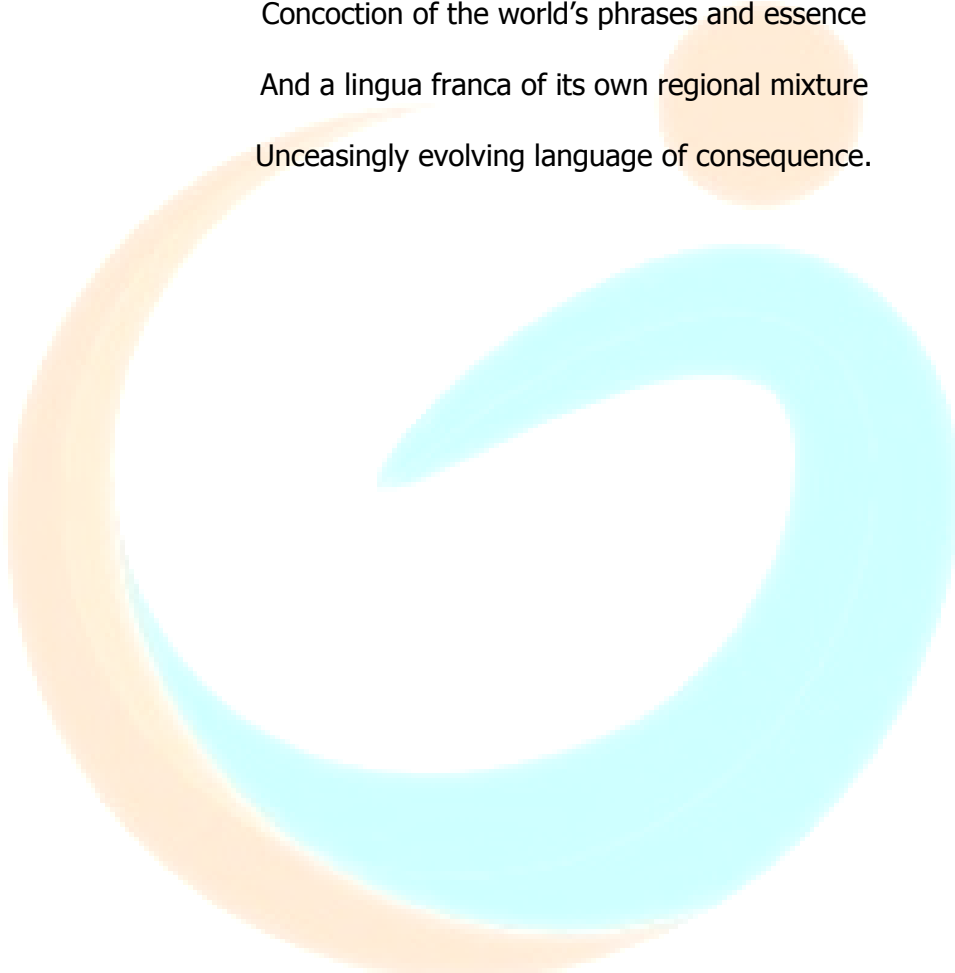 Concoction of the world’s phrases and essence
And a lingua franca of its own regional mixture
Unceasingly evolving language of consequence.